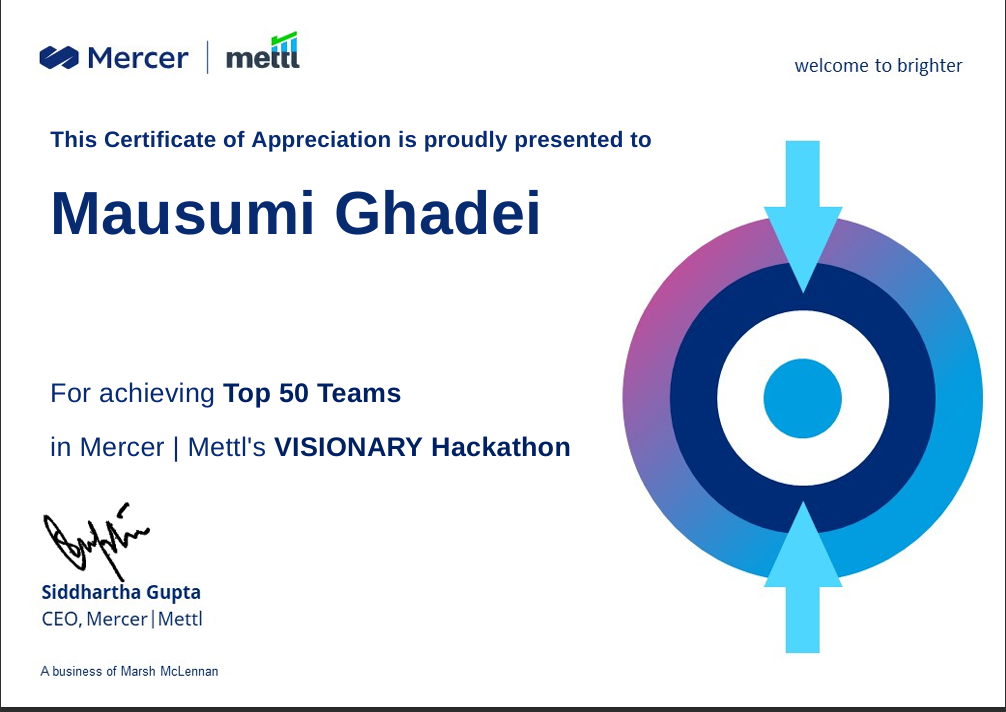 Mercer | mettl
welcome to brighter
This Certificate of Appreciation is proudly presented to
Mausumi Ghadei
For achieving Top 50 Teams
in Mercer | Mettl's VISIONARY Hackathon
Siddhartha Gupta
CEO, Mercer|Mettl
A business of Marsh McLennan